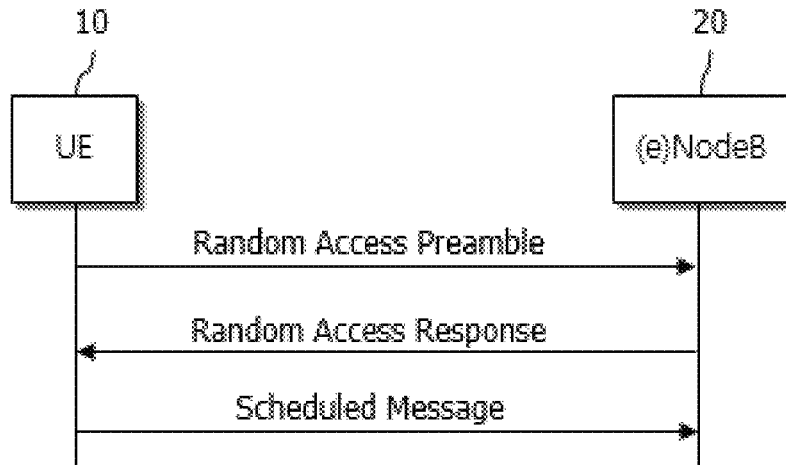 10
20
UE
(e)NodeB
Random Access Preamble
Random Access Response
Scheduled Message